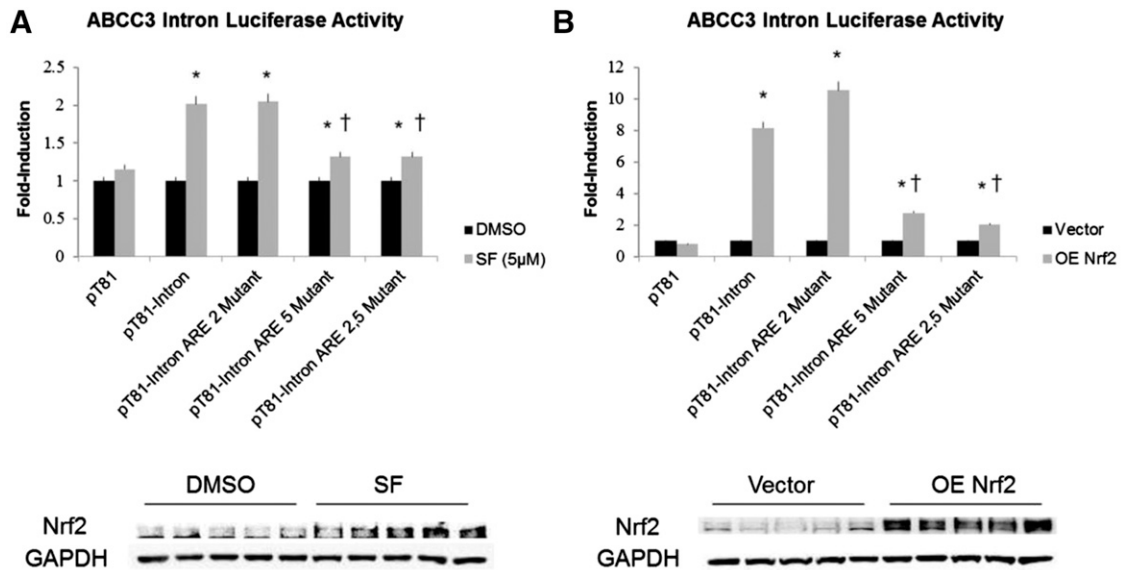 A
ABCC3 Intron Luciferase Activity
Fold-Induction
2.5
2
1.5
1
0.5
0
*
*
* †
* †
DMSO
SF (5µM)
pT81
pT81-Intron
pT81-Intron ARE 2 Mutant
pT81-Intron ARE 5 Mutant
pT81-Intron ARE 2,5 Mutant
DMSO SF
Nrf2
GAPDH
B
ABCC3 Intron Luciferase Activity
Fold-Induction
12
10
8
6
4
2
0
*
*
* †
* †
Vector
OE Nrf2
pT81
pT81-Intron
pT81-Intron ARE 2 Mutant
pT81-Intron ARE 5 Mutant
pT81-Intron ARE 2,5 Mutant
Vector OE Nrf2
Nrf2
GAPDH